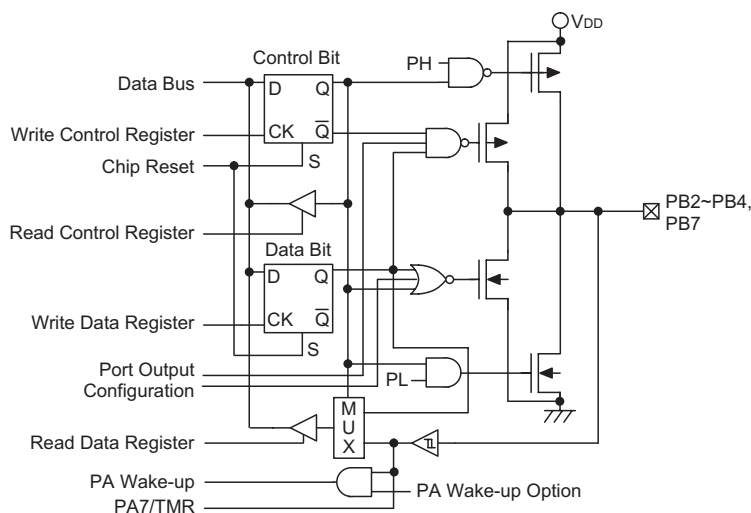 VDD
Control Bit
PH
Data Bus
D Q
Write Control Register
CK Q
Chip Reset
S
PB2~PB4,
PB7
Read Control Register
Data Bit
D Q
Write Data Register
CK Q
S
Port Output
Configuration
PL
M
U
X
Read Data Register
PA Wake-up
PA Wake-up Option
PA7/TMR